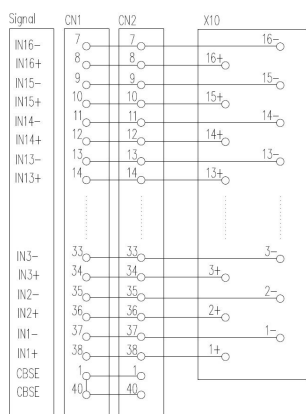 Signal CN1 CN2 X10
IN16- 7 7 16-
IN16+ 8 8 16+
IN15- 9 9 15-
IN15+ 10 10 15+
IN14- 11 11 14-
IN14+ 12 12 14+
IN13- 13 13 13-
IN13+ 14 14 13+
IN3- 33 33 3-
IN3+ 34 34 3+
IN2- 35 35 2-
IN2+ 36 36 2+
IN1- 37 37 1-
IN1+ 38 38 1+
CBSE 1 1
CBSE 40 40